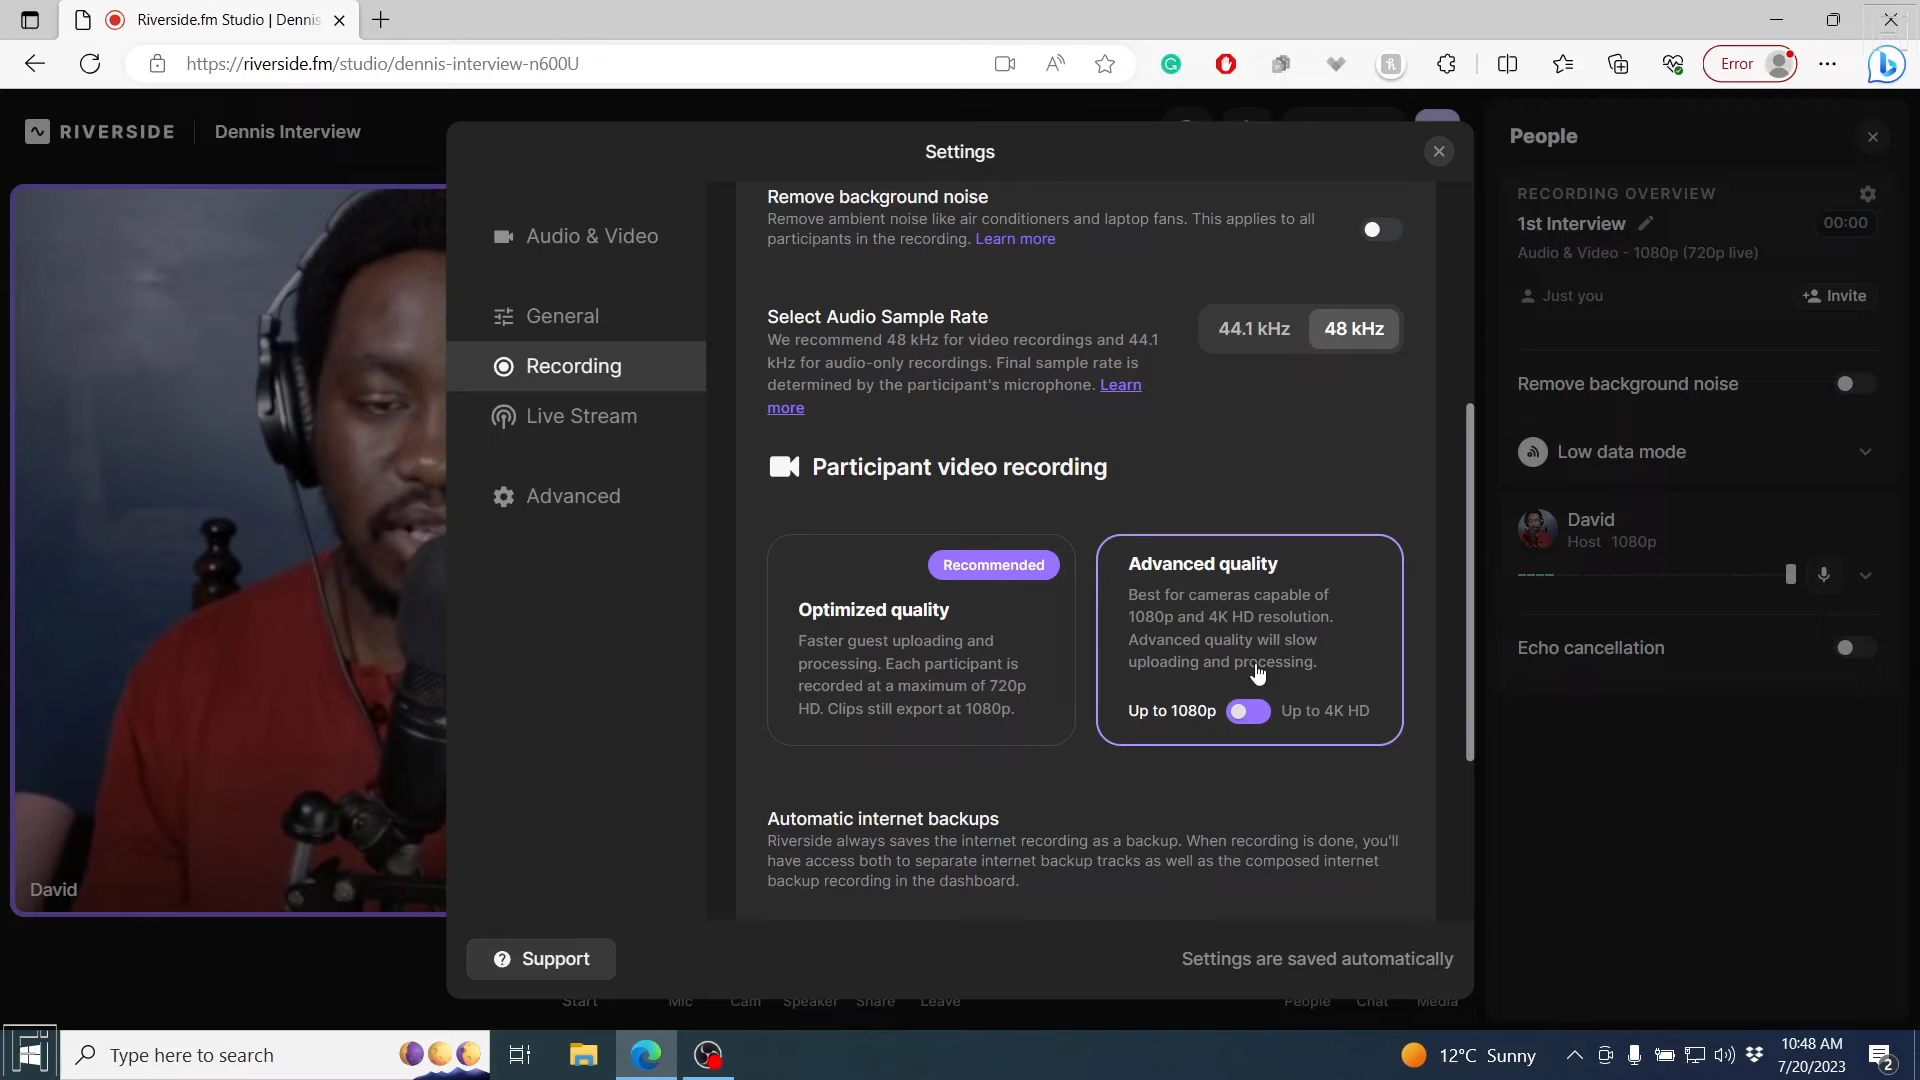 Riverside.fm Studio | Dennis
https://riverside.fm/studio/dennis-interview-n600U
Error
RIVERSIDE
Dennis Interview
David
Settings
Audio & Video
General
Recording
Live Stream
Advanced
Remove background noise
Remove ambient noise like air conditioners and laptop fans. This applies to all
participants in the recording. Learn more
Select Audio Sample Rate
We recommend 48 kHz for video recordings and 44.1
kHz for audio-only recordings. Final sample rate is
determined by the participant's microphone. Learn
more
44.1 kHz
48 kHz
Participant video recording
Recommended
Optimized quality
Faster guest uploading and
processing. Each participant is
recorded at a maximum of 720p
HD. Clips still export at 1080p.
Advanced quality
Best for cameras capable of
1080p and 4K HD resolution.
Advanced quality will slow
uploading and processing.
Up to 1080p
Up to 4K HD
Automatic internet backups
Riverside always saves the internet recording as a backup. When recording is done, you'll
have access both to separate internet backup tracks as well as the composed internet
backup recording in the dashboard.
Support
Settings are saved automatically
Start Mic Cam Speaker Share Leave
People Chat Media
People
RECORDING OVERVIEW
1st Interview
00:00
Audio & Video - 1080p (720p live)
Just you
Invite
Remove background noise
Low data mode
David
Host 1080p
Echo cancellation
Type here to search
12°C Sunny
10:48 AM
7/20/2023
2